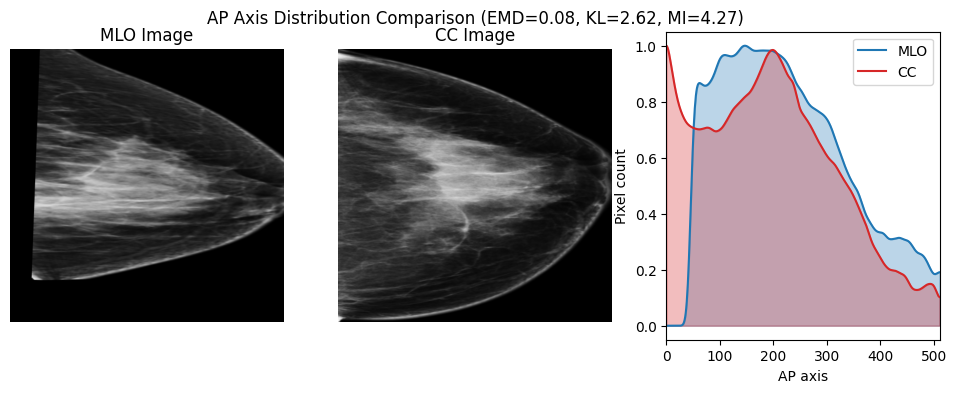 AP Axis Distribution Comparison (EMD=0.08, KL=2.62, MI=4.27)
MLO Image
CC Image
MLO
CC
Pixel count
1.0
0.8
0.6
0.4
0.2
0.0
0 100 200 300 400 500
AP axis